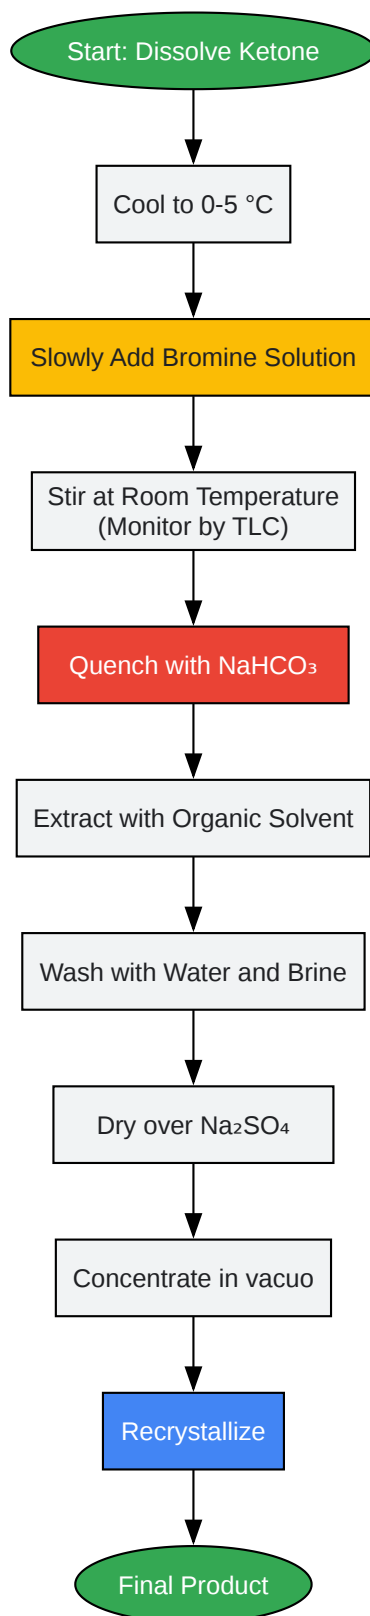 Start: Dissolve Ketone
Cool to 0-5 °C
Slowly Add Bromine Solution
Stir at Room Temperature
(Monitor by TLC)
Quench with NaHCO₃
Extract with Organic Solvent
Wash with Water and Brine
Dry over Na₂SO₄
Concentrate in vacuo
Recrystallize
Final Product